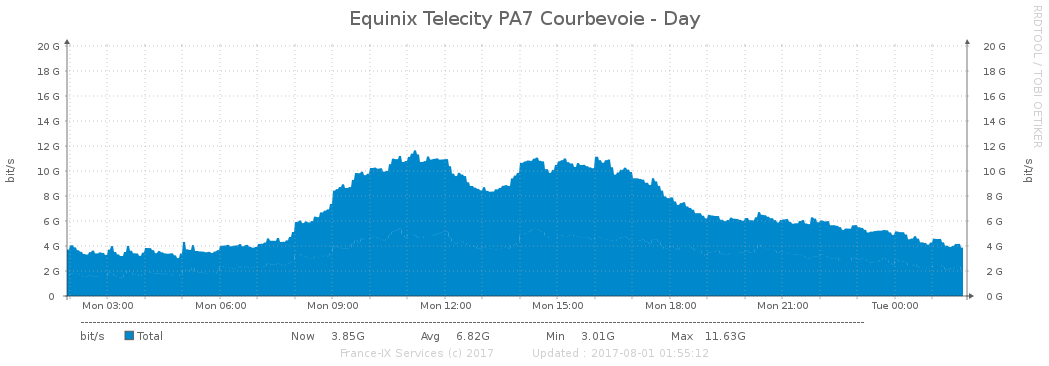 Equinix Telecity PA7 Courbevoie - Day
RRDTOOL / TOBI OETIKER
20 G 20 G
18 G 18 G
16 G 16 G
14 G 14 G
12 G 12 G
10 G 10 G
8 G 8 G
6 G 6 G
4 G 4 G
2 G 2 G
0 0 G
bit/s bit/s
Mon 03:00 Mon 06:00 Mon 09:00 Mon 12:00 Mon 15:00 Mon 18:00 Mon 21:00 Tue 00:00
bit/s Total Now 3.85G Avg 6.82G Min 3.01G Max 11.63G
France-IX Services (c) 2017 Updated : 2017-08-01 01:55:12